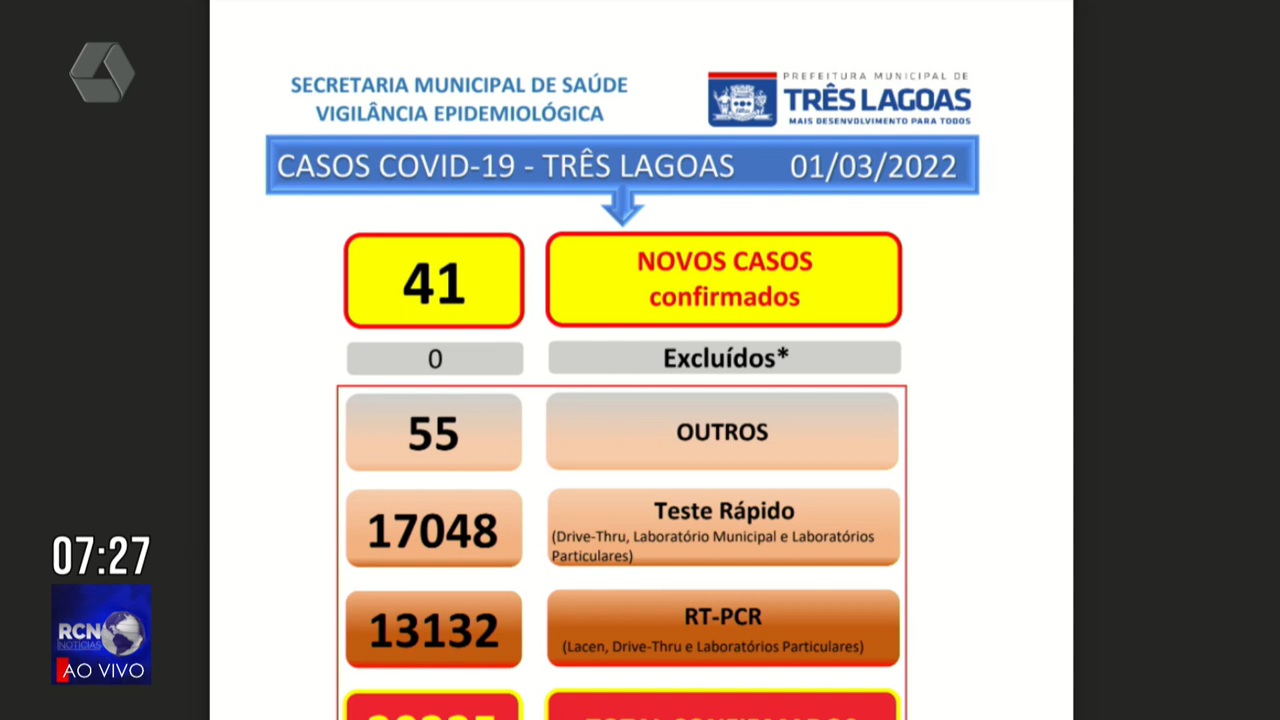 SECRETARIA MUNICIPAL DE SAÚDE
VIGILÂNCIA EPIDEMIOLÓGICA
PREFEITURA MUNICIPAL DE
TRÊS LAGOAS
MAIS DESENVOLVIMENTO PARA TODOS
CASOS COVID-19 - TRÊS LAGOAS 01/03/2022
41 NOVOS CASOS
confirmados
0 Excluídos*
55 OUTROS
17048 Teste Rápido
(Drive-Thru, Laboratório Municipal e Laboratórios
Particulares)
13132 RT-PCR
(Lacen, Drive-Thru e Laboratórios Particulares)
TOTAL CONFIRMADOS
07:27
RCN
NOTÍCIAS
AO VIVO